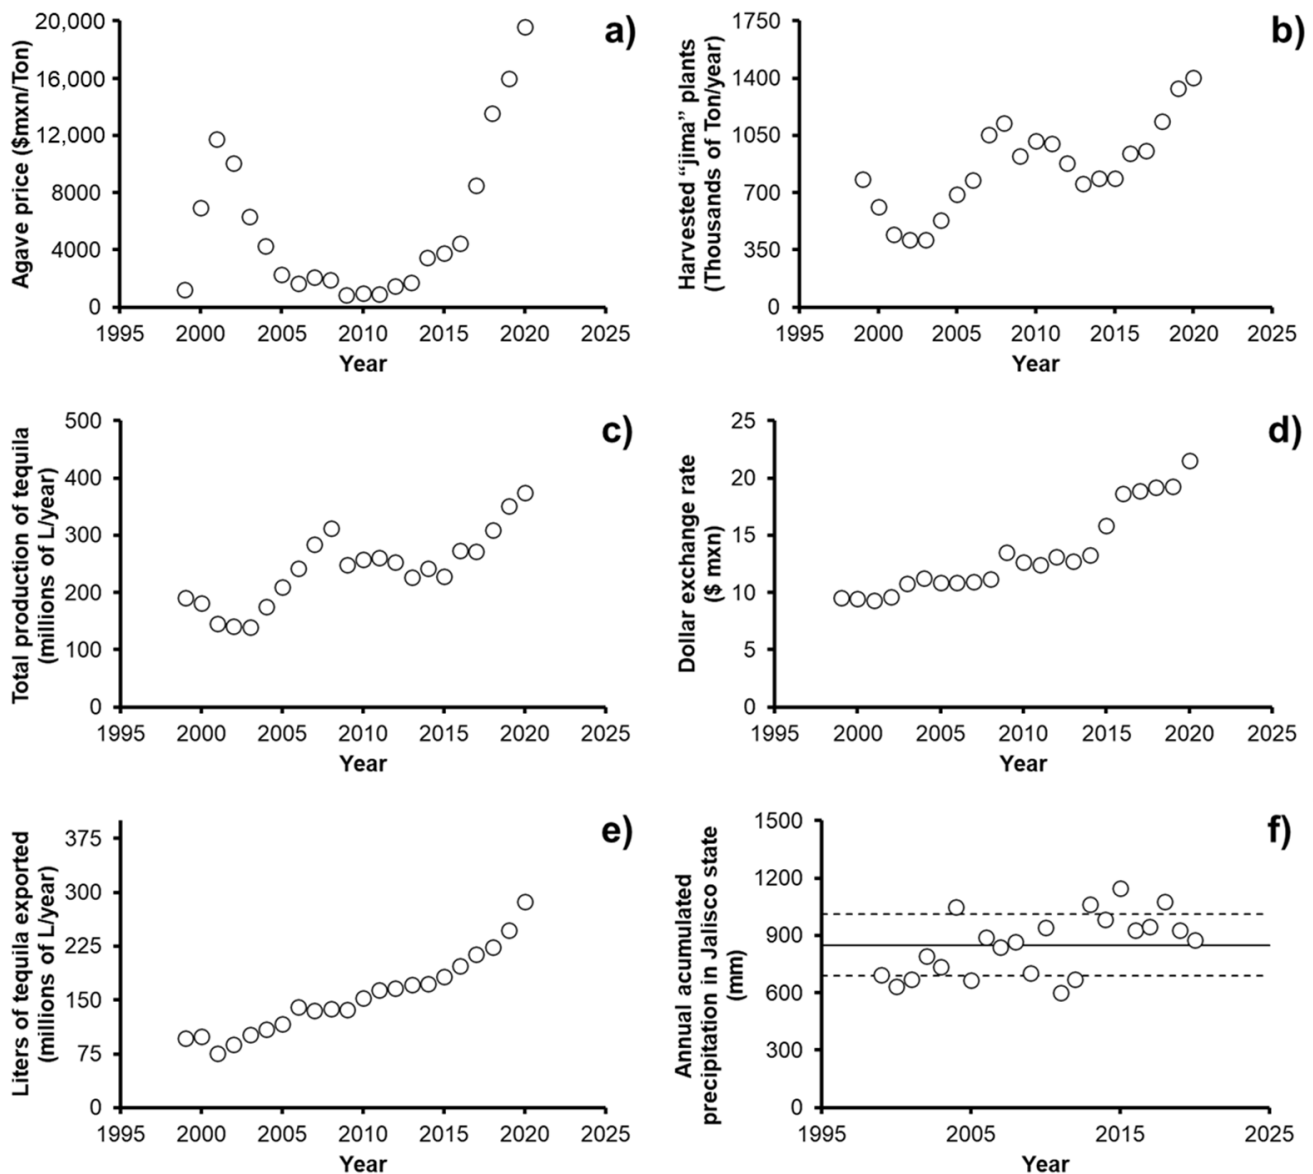 a)
Agave price ($mxn/Ton)
20,000
16,000
12,000
8000
4000
0
1995 2000 2005 2010 2015 2020 2025
Year
b)
Harvested “jima” plants
(Thousands of Ton/year)
1750
1400
1050
700
350
0
1995 2000 2005 2010 2015 2020 2025
Year
c)
Total production of tequila
(millions of L/year)
500
400
300
200
100
0
1995 2000 2005 2010 2015 2020 2025
Year
d)
Dollar exchange rate
($ mxn)
25
20
15
10
5
0
1995 2000 2005 2010 2015 2020 2025
Year
e)
Liters of tequila exported
(millions of L/year)
375
300
225
150
75
0
1995 2000 2005 2010 2015 2020 2025
Year
f)
Annual acumulated
precipitation in Jalisco state
(mm)
1500
1200
900
600
300
0
1995 2005 2015 2025
Year